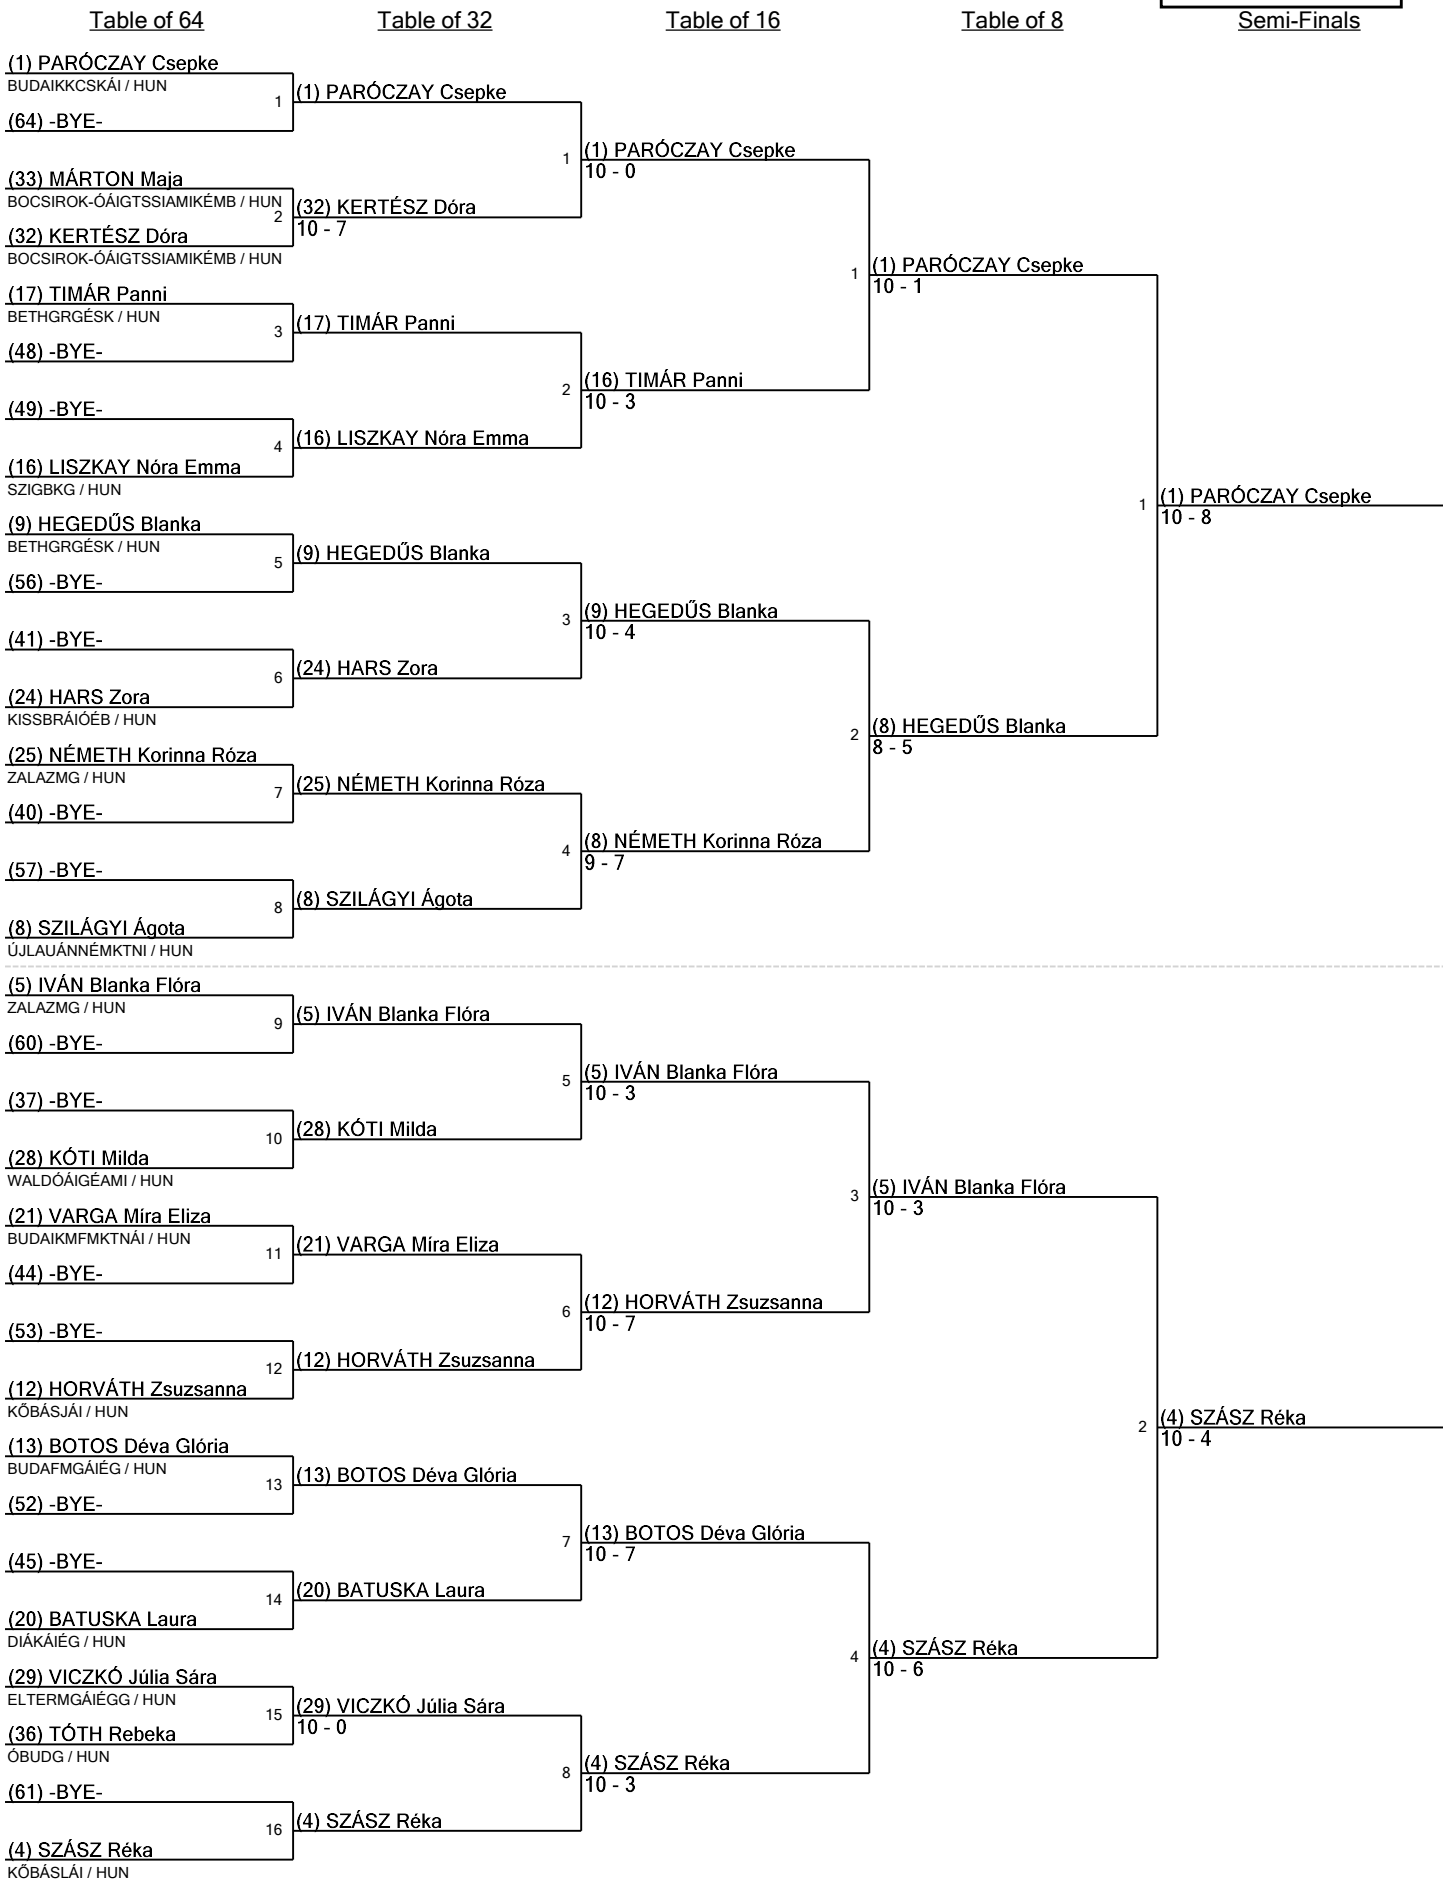 Table of 64
Table of 32
Table of 16
Table of 8
Semi-Finals
(1) PARÓCZAY Csepke
BUDAIKKCSKÁI / HUN
(64) -BYE-
(33) MÁRTON Maja
BOCSIROK-ÓÁIGTSSIAMIKÉMB / HUN
(32) KERTÉSZ Dóra
BOCSIROK-ÓÁIGTSSIAMIKÉMB / HUN
(17) TIMÁR Panni
BETHGRGÉSK / HUN
(48) -BYE-
(49) -BYE-
(16) LISZKAY Nóra Emma
SZIGBKG / HUN
(9) HEGEDŰS Blanka
BETHGRGÉSK / HUN
(56) -BYE-
(41) -BYE-
(24) HARS Zora
KISSBRÁIÓÉB / HUN
(25) NÉMETH Korinna Róza
ZALAZMG / HUN
(40) -BYE-
(57) -BYE-
(8) SZILÁGYI Ágota
ÚJLAUÁNNÉMKTNI / HUN
(5) IVÁN Blanka Flóra
ZALAZMG / HUN
(60) -BYE-
(37) -BYE-
(28) KÓTI Milda
WALDÓÁIGÉAMI / HUN
(21) VARGA Míra Eliza
BUDAIKMFMKTNÁI / HUN
(44) -BYE-
(53) -BYE-
(12) HORVÁTH Zsuzsanna
KŐBÁSJÁI / HUN
(13) BOTOS Déva Glória
BUDAFMGÁIÉG / HUN
(52) -BYE-
(45) -BYE-
(20) BATUSKA Laura
DIÁKÁIÉG / HUN
(29) VICZKÓ Júlia Sára
ELTERMGÁIÉGG / HUN
(36) TÓTH Rebeka
ÓBUDG / HUN
(61) -BYE-
(4) SZÁSZ Réka
KŐBÁSLÁI / HUN
1 (1) PARÓCZAY Csepke
2 (32) KERTÉSZ Dóra
10 - 7
3 (17) TIMÁR Panni
4 (16) LISZKAY Nóra Emma
5 (9) HEGEDŰS Blanka
6 (24) HARS Zora
7 (25) NÉMETH Korinna Róza
8 (8) SZILÁGYI Ágota
9 (5) IVÁN Blanka Flóra
10 (28) KÓTI Milda
11 (21) VARGA Míra Eliza
12 (12) HORVÁTH Zsuzsanna
13 (13) BOTOS Déva Glória
14 (20) BATUSKA Laura
15 (29) VICZKÓ Júlia Sára
10 - 0
16 (4) SZÁSZ Réka
1 (1) PARÓCZAY Csepke
10 - 0
2 (16) TIMÁR Panni
10 - 3
3 (9) HEGEDŰS Blanka
10 - 4
4 (8) NÉMETH Korinna Róza
9 - 7
5 (5) IVÁN Blanka Flóra
10 - 3
6 (12) HORVÁTH Zsuzsanna
10 - 7
7 (13) BOTOS Déva Glória
10 - 7
8 (4) SZÁSZ Réka
10 - 3
1 (1) PARÓCZAY Csepke
10 - 1
2 (8) HEGEDŰS Blanka
8 - 5
3 (5) IVÁN Blanka Flóra
10 - 3
4 (4) SZÁSZ Réka
10 - 6
1 (1) PARÓCZAY Csepke
10 - 8
2 (4) SZÁSZ Réka
10 - 4